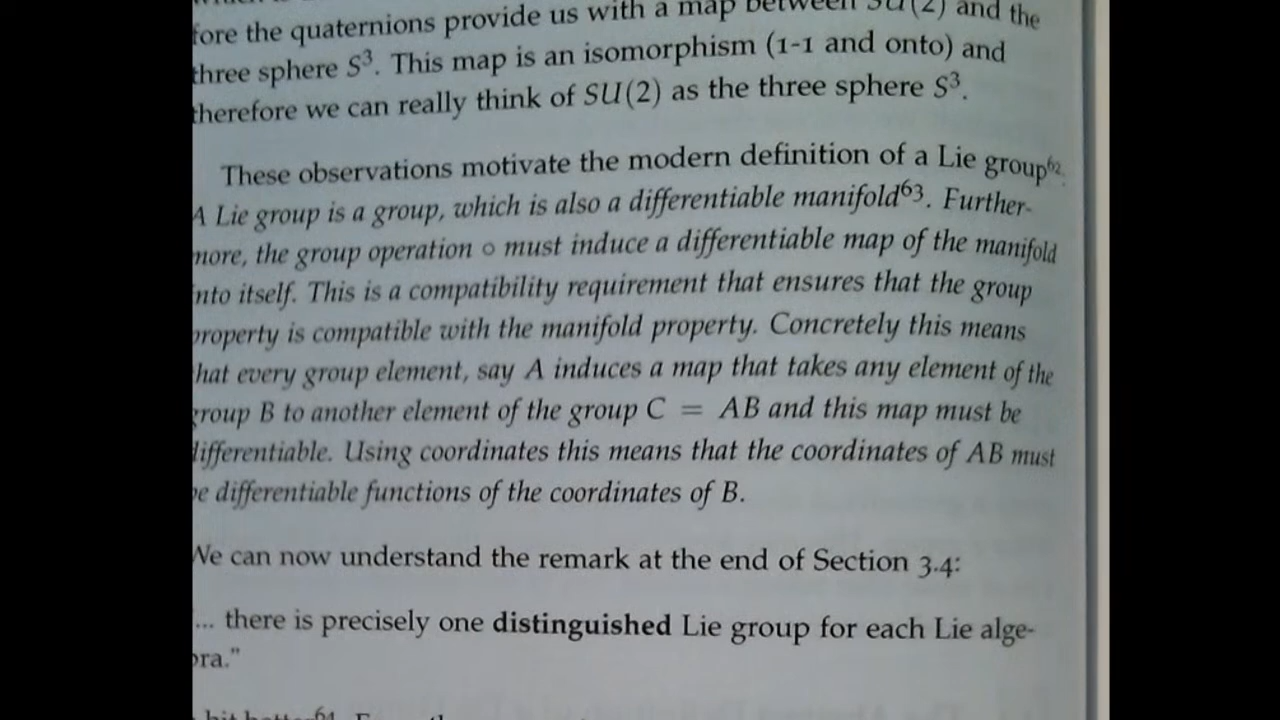 fore the quaternions provide us with a map between SU(2) and the
three sphere S³. This map is an isomorphism (1-1 and onto) and
therefore we can really think of SU(2) as the three sphere S³.
These observations motivate the modern definition of a Lie group⁶².
A Lie group is a group, which is also a differentiable manifold⁶³. Further-
more, the group operation ∘ must induce a differentiable map of the manifold
into itself. This is a compatibility requirement that ensures that the group
property is compatible with the manifold property. Concretely this means
that every group element, say A induces a map that takes any element of the
group B to another element of the group C = AB and this map must be
differentiable. Using coordinates this means that the coordinates of AB must
be differentiable functions of the coordinates of B.
We can now understand the remark at the end of Section 3.4:
... there is precisely one distinguished Lie group for each Lie alge-
bra.”